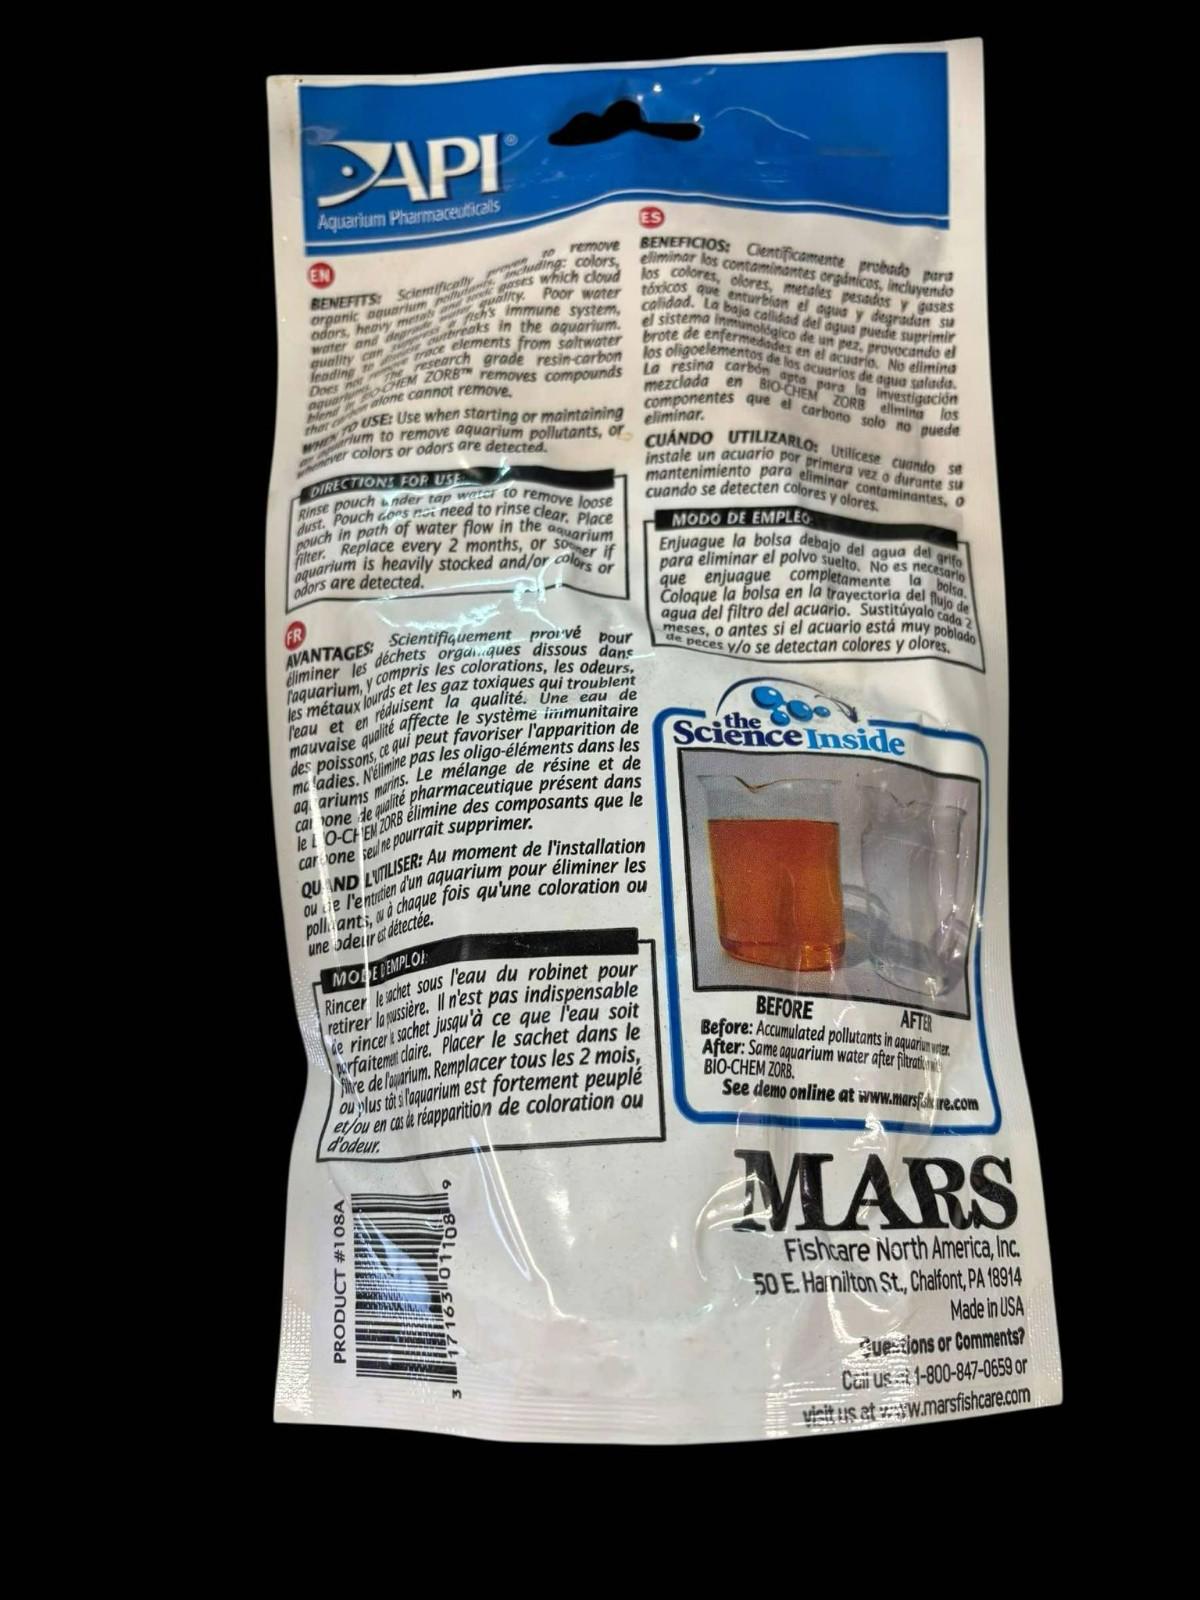 API®
Aquarium Pharmaceuticals
EN
BENEFITS: Scientifically proven to remove
organic aquarium pollutants, including: colors,
odors, heavy metals and toxic gases which cloud
water and degrade water quality. Poor water
quality can suppress a fish's immune system,
leading to disease outbreaks in the aquarium.
Does not remove trace elements from saltwater
aquariums. The research grade resin-carbon
blend in BIO-CHEM ZORB™ removes compounds
that carbon alone cannot remove.
WHEN TO USE: Use when starting or maintaining
an aquarium to remove aquarium pollutants, or
whenever colors or odors are detected.
DIRECTIONS FOR USE:
Rinse pouch under tap water to remove loose
dust. Pouch does not need to rinse clear. Place
pouch in path of water flow in the aquarium
filter. Replace every 2 months, or sooner if
aquarium is heavily stocked and/or colors or
odors are detected.
FR
AVANTAGES: Scientifiquement prouvé pour
éliminer les déchets organiques dissous dans
l'aquarium, y compris les colorations, les odeurs,
les métaux lourds et les gaz toxiques qui troublent
l'eau et en réduisent la qualité. Une eau de
mauvaise qualité affecte le système immunitaire
des poissons, ce qui peut favoriser l'apparition de
maladies. N'élimine pas les oligo-éléments dans les
aquariums marins. Le mélange de résine et de
carbone de qualité pharmaceutique présent dans
le BIO-CHEM ZORB élimine des composants que le
carbone seul ne pourrait supprimer.
QUAND L'UTILISER: Au moment de l'installation
ou de l'entretien d'un aquarium pour éliminer les
polluants, ou à chaque fois qu'une coloration ou
une odeur est détectée.
MODE D'EMPLOI:
Rincer le sachet sous l'eau du robinet pour
retirer la poussière. Il n'est pas indispensable
de rincer le sachet jusqu'à ce que l'eau soit
parfaitement claire. Placer le sachet dans le
filtre de l'aquarium. Remplacer tous les 2 mois,
ou plus tôt si l'aquarium est fortement peuplé
et/ou en cas de réapparition de coloration ou
d'odeur.
PRODUCT #108A
3 17163 01108 9
ES
BENEFICIOS: Científicamente probado para
eliminar los contaminantes orgánicos, incluyendo
los colores, olores, metales pesados y gases
tóxicos que enturbian el agua y degradan su
calidad. La baja calidad del agua puede suprimir
el sistema inmunológico de un pez, provocando el
brote de enfermedades en el acuario. No elimina
los oligoelementos de los acuarios de agua salada.
La resina carbón apta para la investigación
mezclada en BIO-CHEM ZORB elimina los
componentes que el carbono solo no puede
eliminar.
CUÁNDO UTILIZARLO: Utilícese cuando se
instale un acuario por primera vez o durante su
mantenimiento para eliminar contaminantes, o
cuando se detecten colores y olores.
MODO DE EMPLEO
Enjuague la bolsa debajo del agua del grifo
para eliminar el polvo suelto. No es necesario
que enjuague completamente la bolsa.
Coloque la bolsa en la trayectoria del flujo de
agua del filtro del acuario. Sustitúyalo cada 2
meses, o antes si el acuario está muy poblado
de peces y/o se detectan colores y olores.
the
Science Inside
BEFORE AFTER
Before: Accumulated pollutants in aquarium water.
After: Same aquarium water after filtration with
BIO-CHEM ZORB.
See demo online at www.marsfishcare.com
MARS
Fishcare North America, Inc.
50 E. Hamilton St., Chalfont, PA 18914
Made in USA
Questions or Comments?
Call us at 1-800-847-0659 or
visit us at www.marsfishcare.com